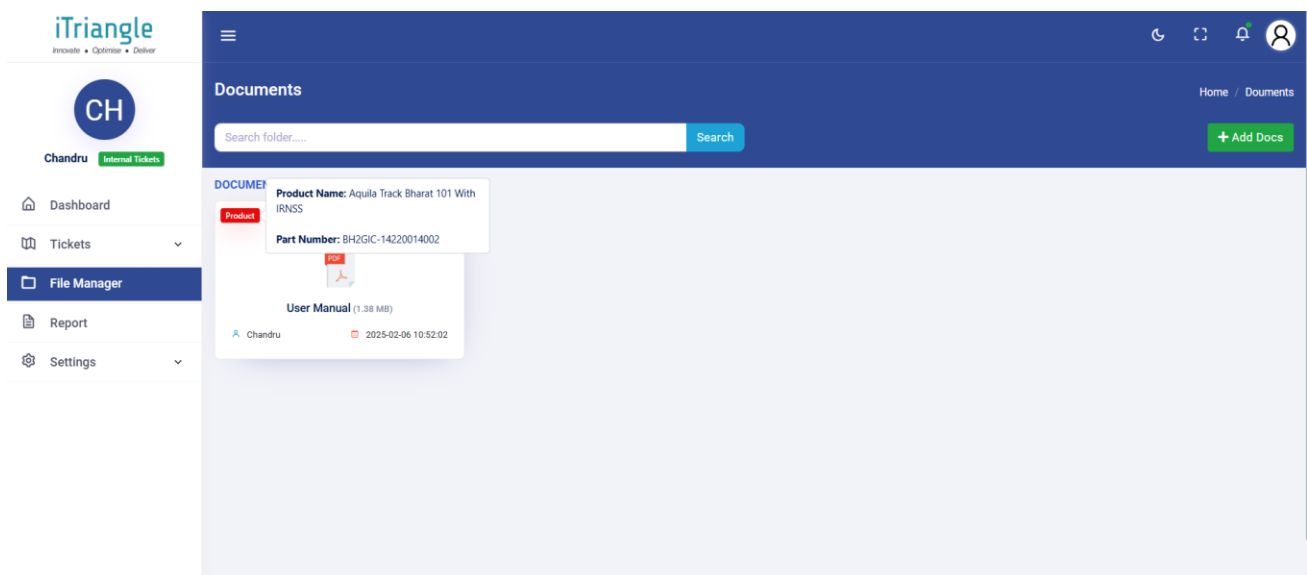 iTriangle
Innovate • Optimise • Deliver
CH
Chandru Internal Tickets
Dashboard
Tickets
File Manager
Report
Settings
Documents
Home / Douments
Search folder.....
Search
+ Add Docs
DOCUMEN
Product
Product Name: Aquila Track Bharat 101 With
IRNSS
Part Number: BH2GIC-14220014002
PDF
User Manual (1.38 MB)
Chandru
2025-02-06 10:52:02